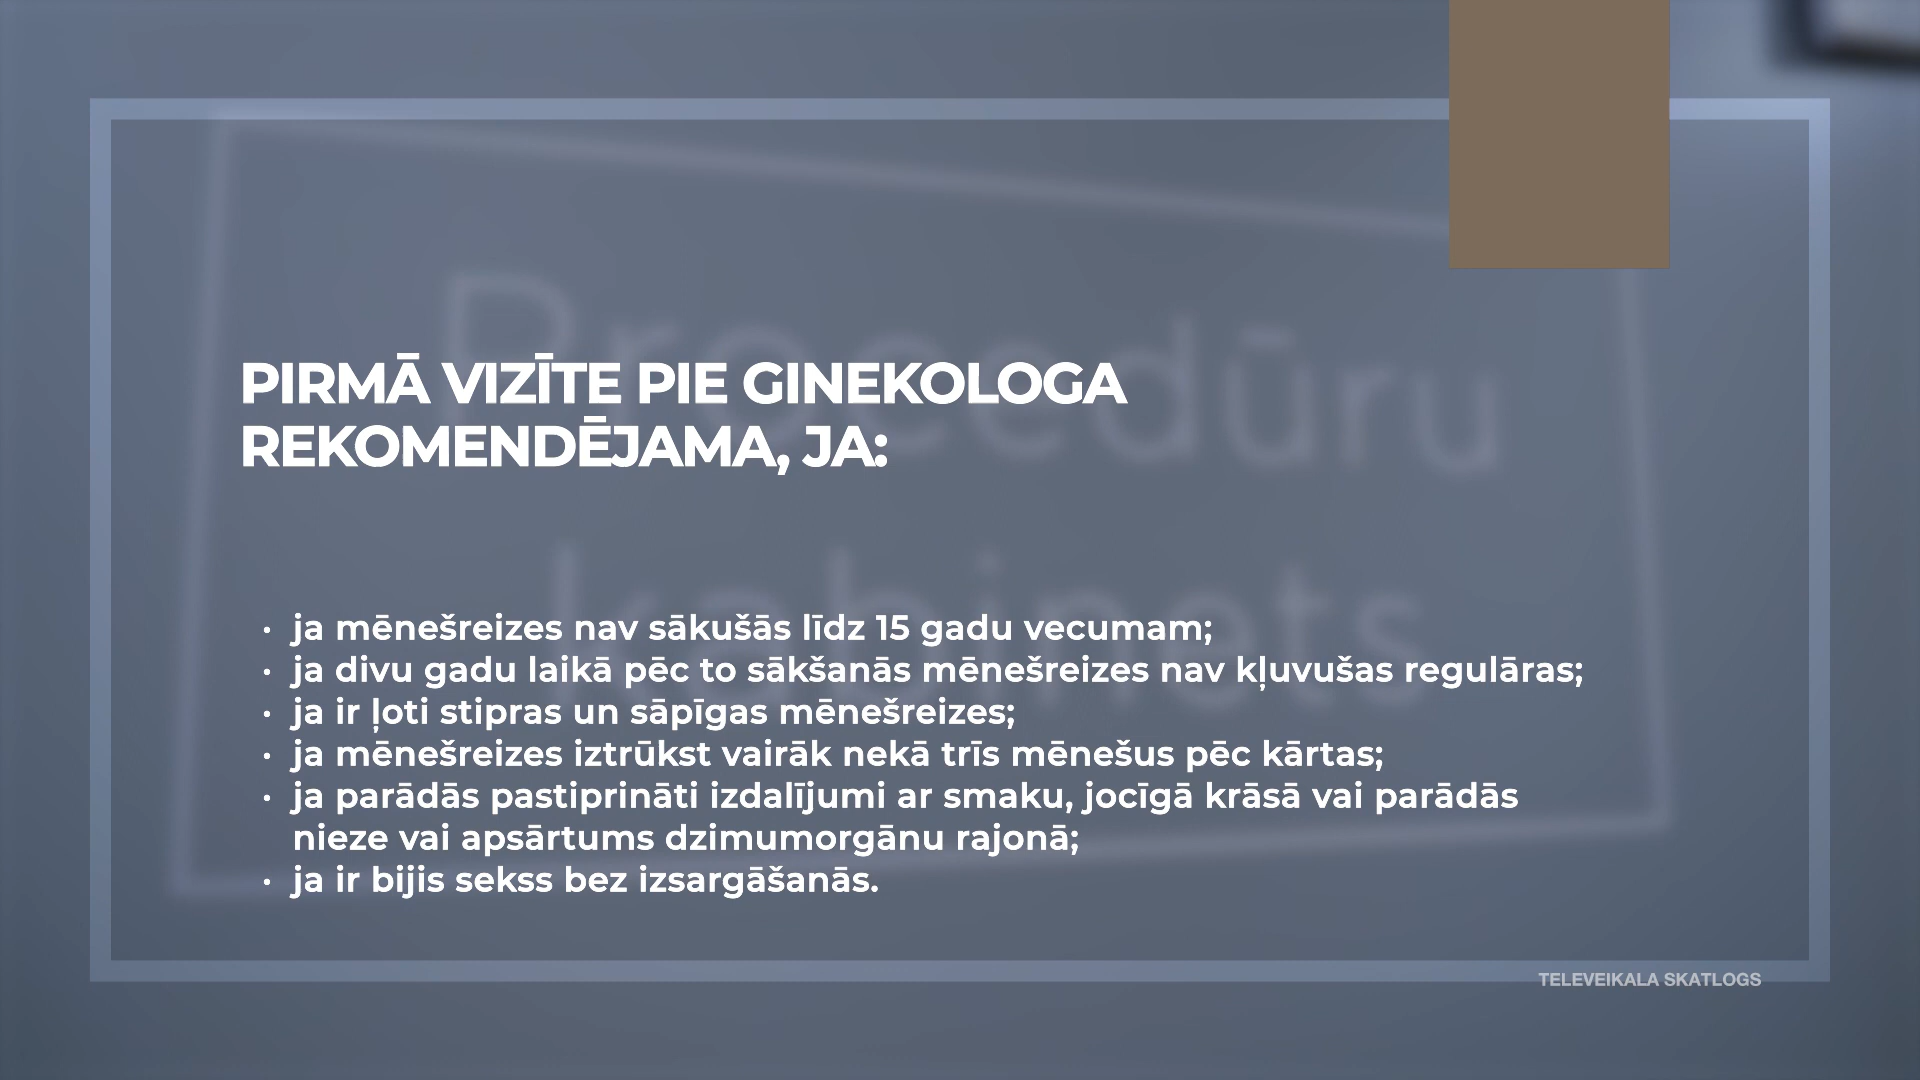 PIRMĀ VIZĪTE PIE GINEKOLOGA
REKOMENDĒJAMA, JA:
Procedūru
kabinets
· ja mēnešreizes nav sākušās līdz 15 gadu vecumam;
· ja divu gadu laikā pēc to sākšanās mēnešreizes nav kļuvušas regulāras;
· ja ir ļoti stipras un sāpīgas mēnešreizes;
· ja mēnešreizes iztrūkst vairāk nekā trīs mēnešus pēc kārtas;
· ja parādās pastiprināti izdalījumi ar smaku, jocīgā krāsā vai parādās
nieze vai apsārtums dzimumorgānu rajonā;
· ja ir bijis sekss bez izsargāšanās.
TELEVEIKALA SKATLOGS